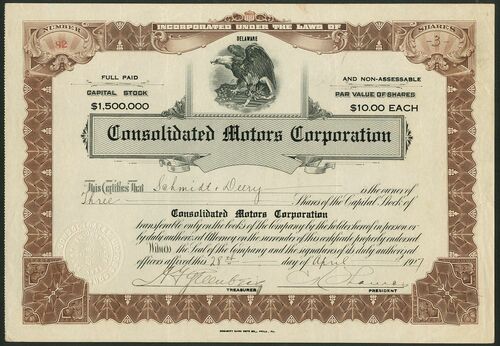 INCORPORATED UNDER THE LAWS OF
DELAWARE
NUMBER
92
SHARES
-3-
FULL PAID
CAPITAL STOCK
$1,500,000
AND NON-ASSESSABLE
PAR VALUE OF SHARES
$10.00 EACH
Consolidated Motors Corporation
This Certifies that Schmidt & Deery is the owner of
Three Shares of the Capital Stock of
Consolidated Motors Corporation
transferable only on the books of the Company by the holder hereof in person or
by duly authorized Attorney on the surrender of this certificate properly endorsed
Witness the Seal of the Company and the signatures of its duly authorized
officers affixed this 28th day of April 1917
TREASURER
PRESIDENT